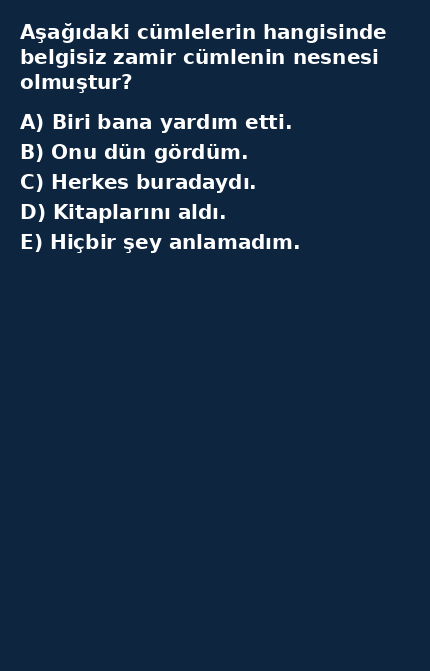 Aşağıdaki cümlelerin hangisinde
belgisiz zamir cümlenin nesnesi
olmuştur?
A) Biri bana yardım etti.
B) Onu dün gördüm.
C) Herkes buradaydı.
D) Kitaplarını aldı.
E) Hiçbir şey anlamadım.